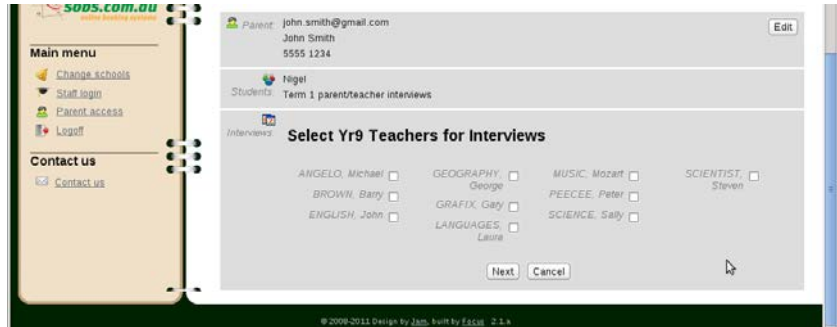 sobs.com.au
online booking systems
Main menu
Change schools
Staff login
Parent access
Logoff
Contact us
Contact us
Parent: john.smith@gmail.com
John Smith
5555 1234
Edit
Students: Nigel
Term 1 parent/teacher interviews
Interviews:
Select Yr9 Teachers for Interviews
ANGELO, Michael
BROWN, Barry
ENGLISH, John
GEOGRAPHY,
George
GRAFIX, Gary
LANGUAGES,
Laura
MUSIC, Mozart
PEECEE, Peter
SCIENCE, Sally
SCIENTIST,
Steven
Next Cancel
© 2008-2011 Design by Jam, built by Focus 2.1.a